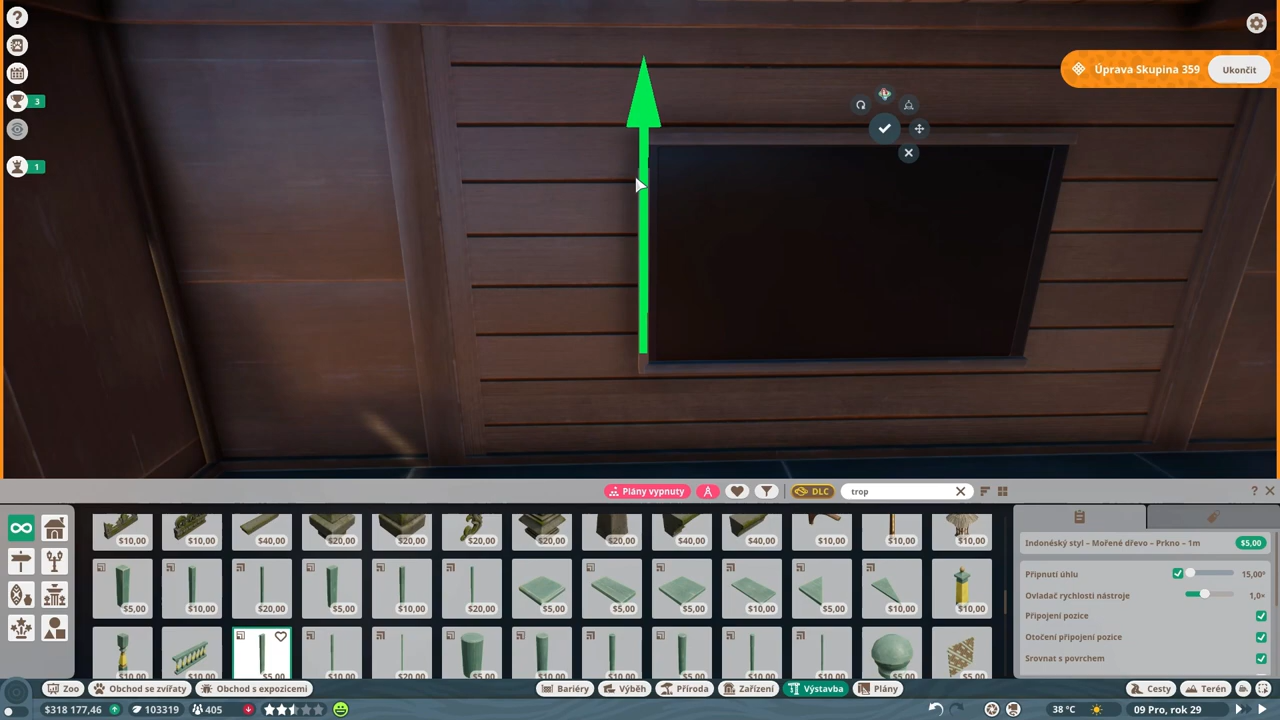 ?
3
1
Úprava Skupina 359
Ukončit
Plány vypnuty
DLC
trop
?
$10,00 $10,00 $40,00 $20,00 $20,00 $20,00 $20,00 $20,00 $40,00 $40,00 $10,00 $10,00 $10,00
$5,00 $10,00 $20,00 $5,00 $10,00 $20,00 $5,00 $5,00 $5,00 $10,00 $5,00 $10,00 $10,00
Indonéský styl – Mořené dřevo – Prkno – 1m $5,00
Připnutí úhlu 15,00°
Ovladač rychlosti nástroje 1,0×
Připojení pozice
Otočení připojení pozice
Srovnat s povrchem
Zoo
Obchod se zvířaty
Obchod s expozicemi
Bariéry
Výběh
Příroda
Zařízení
Výstavba
Plány
Cesty
Terén
$318 177,46
103319
405
38 °C
09 Pro, rok 29